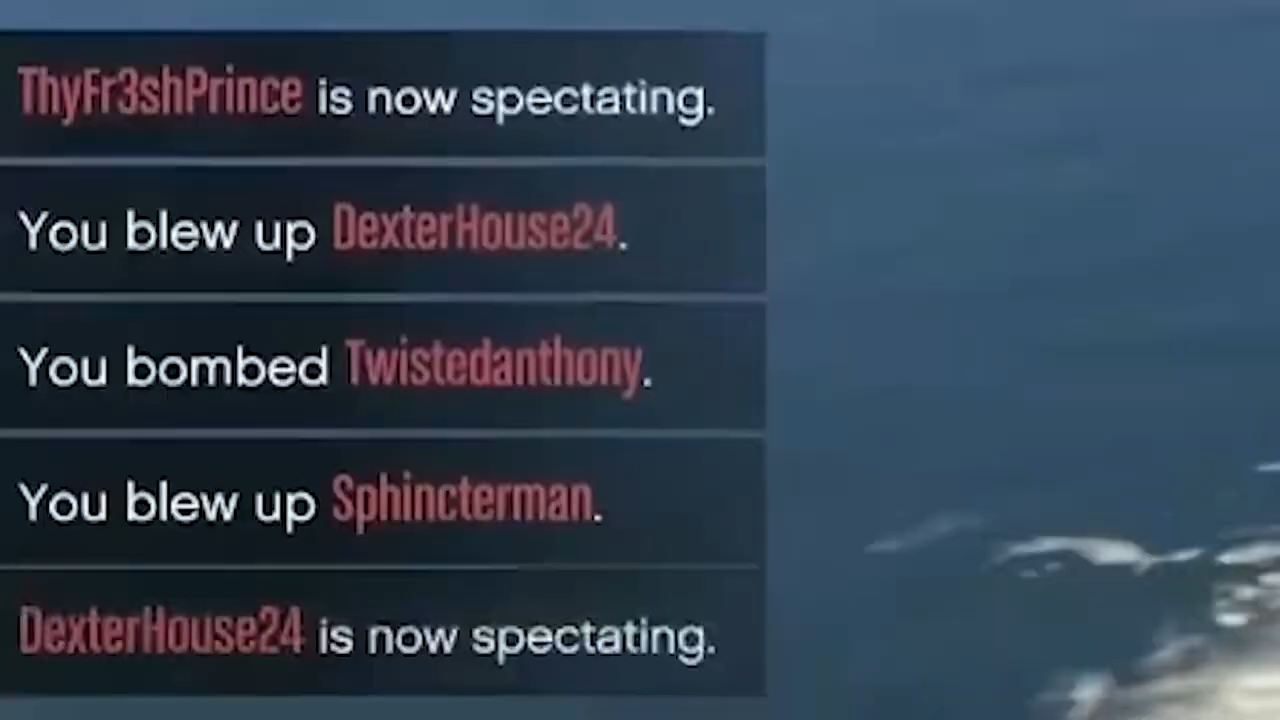 ThyFr3shPrince is now spectating.
You blew up DexterHouse24.
You bombed Twistedanthony.
You blew up Sphincterman.
DexterHouse24 is now spectating.